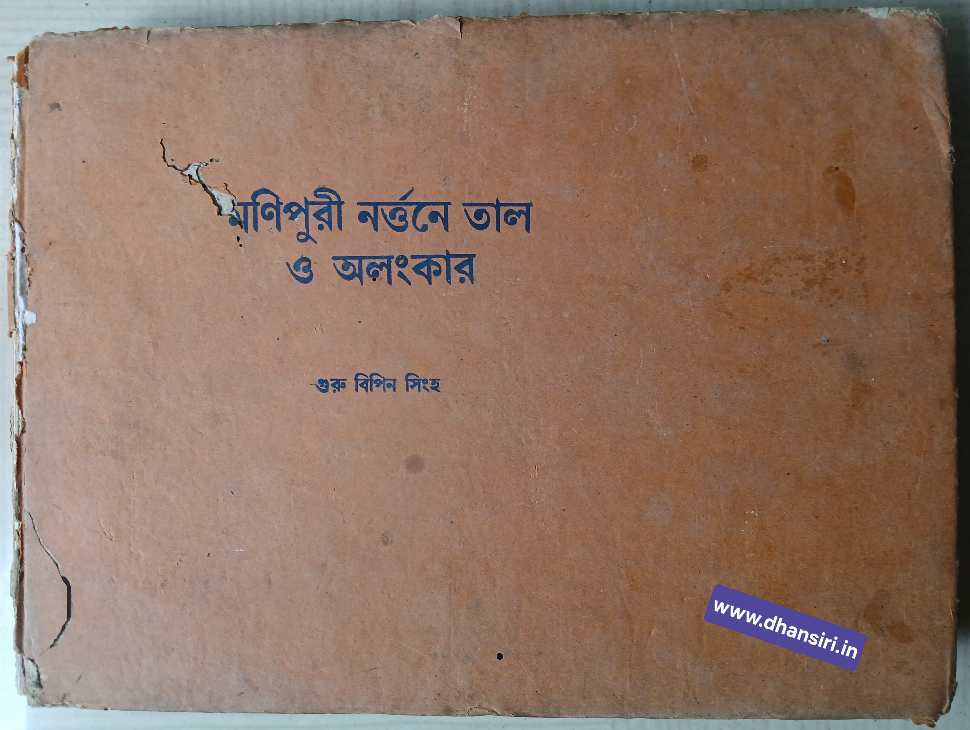 মণিপুরী নর্ত্তনে তাল
ও অলংকার
গুরু বিপিন সিংহ
www.dhansiri.in